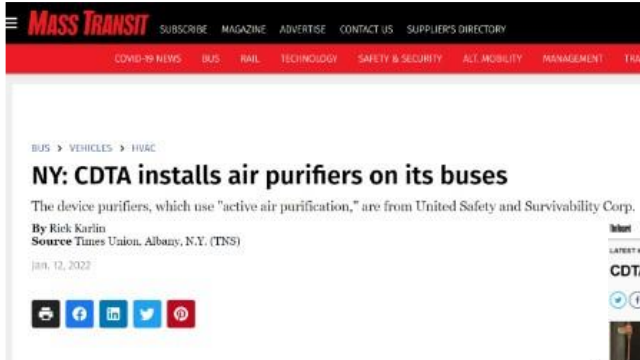 MASS TRANSIT SUBSCRIBE MAGAZINE ADVERTISE CONTACT US SUPPLIER'S DIRECTORY
COVID-19 NEWS BUS RAIL TECHNOLOGY SAFETY & SECURITY ALT. MOBILITY MANAGEMENT TRA
BUS > VEHICLES > HVAC
NY: CDTA installs air purifiers on its buses
The device purifiers, which use "active air purification," are from United Safety and Survivability Corp.
By Rick Karlin
Source Times Union, Albany, N.Y. (TNS)
Jan. 12, 2022
LATEST
CDTA